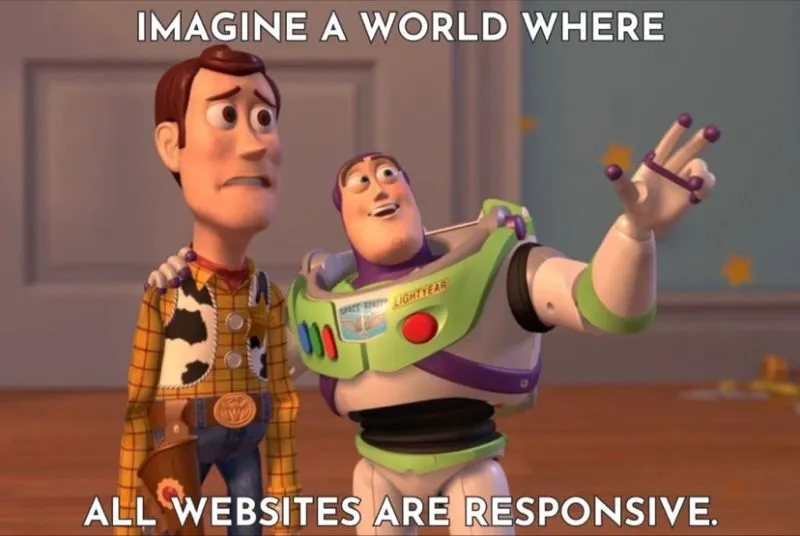 IMAGINE A WORLD WHERE
SPACE RANGER
LIGHTYEAR
ALL WEBSITES ARE RESPONSIVE.